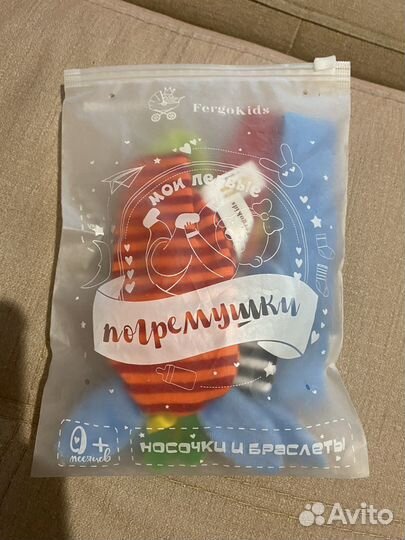 FergoKids
мои первые
погремушки
0+
месяцев
носочки и браслеты
Avito